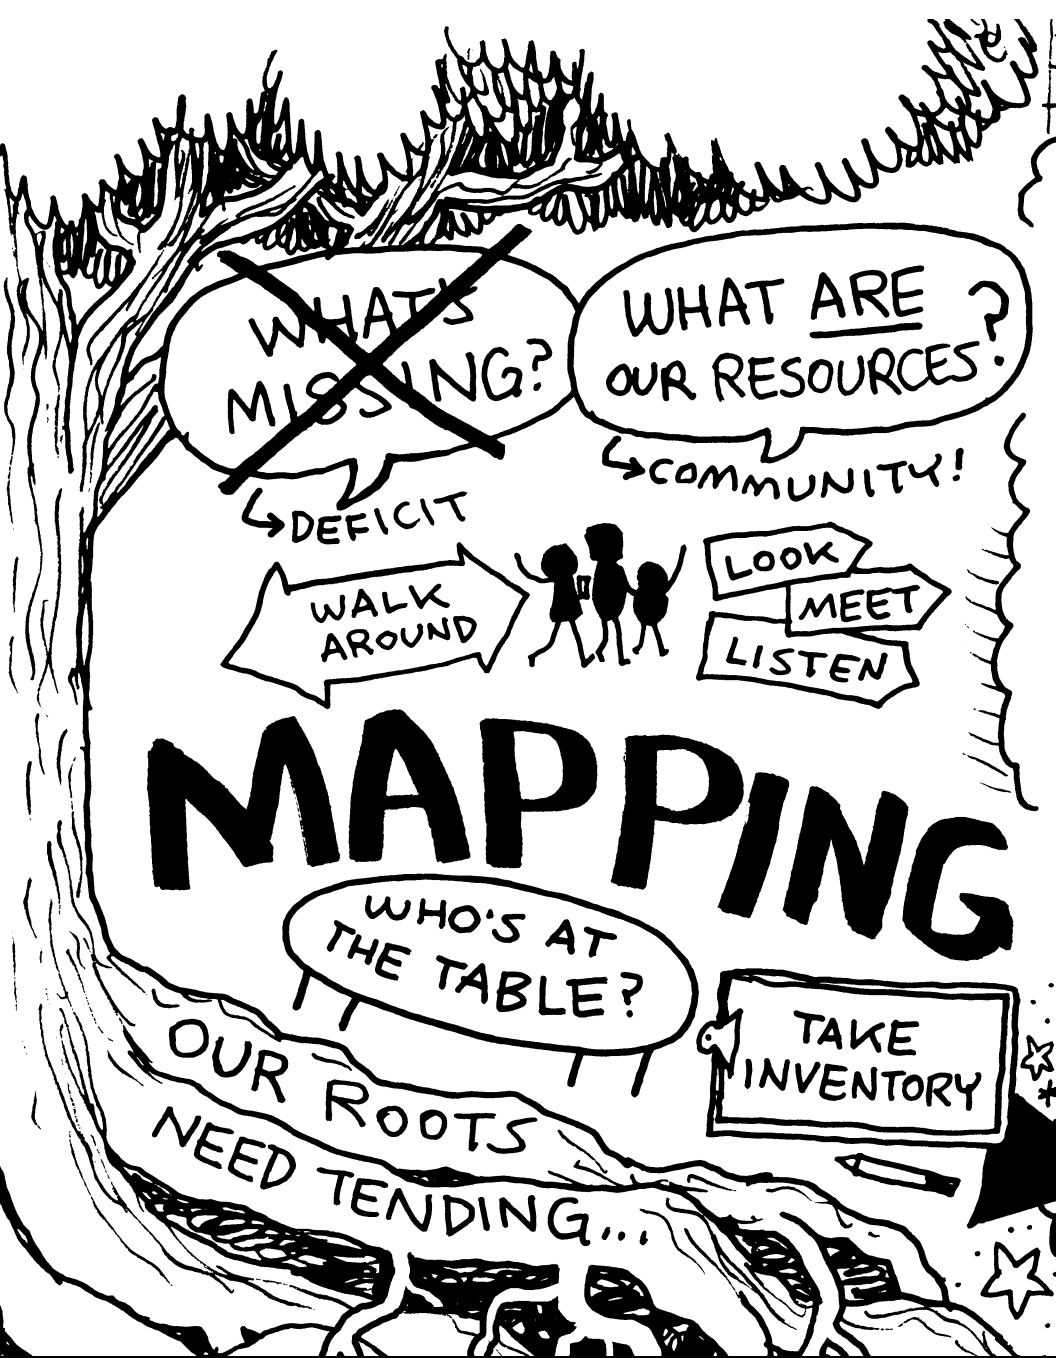 WHAT'S
MISSING?
WHAT ARE
OUR RESOURCES?
DEFICIT
COMMUNITY!
WALK
AROUND
LOOK
MEET
LISTEN
MAPPING
WHO'S AT
THE TABLE?
TAKE
INVENTORY
OUR ROOTS
NEED TENDING...